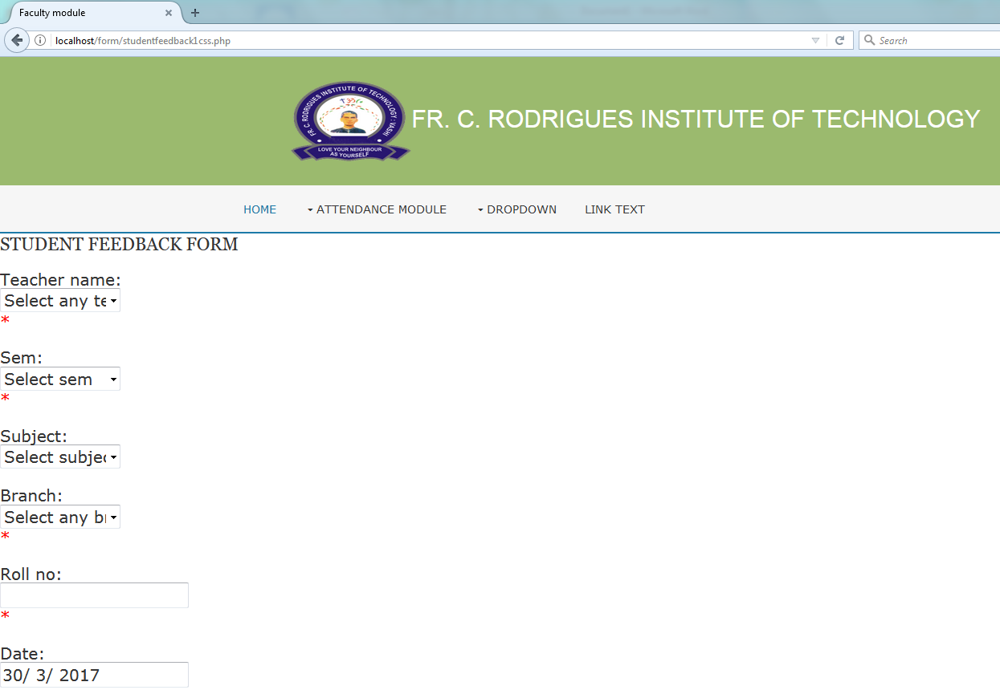 Faculty module
localhost/form/studentfeedback1css.php
Search
FR. C. RODRIGUES INSTITUTE OF TECHNOLOGY : VASHI
LOVE YOUR NEIGHBOUR
AS YOURSELF
FR. C. RODRIGUES INSTITUTE OF TECHNOLOGY
HOME ATTENDANCE MODULE DROPDOWN LINK TEXT
STUDENT FEEDBACK FORM
Teacher name:
Select any te
*
Sem:
Select sem
*
Subject:
Select subjec
Branch:
Select any br
*
Roll no:
*
Date:
30/ 3/ 2017